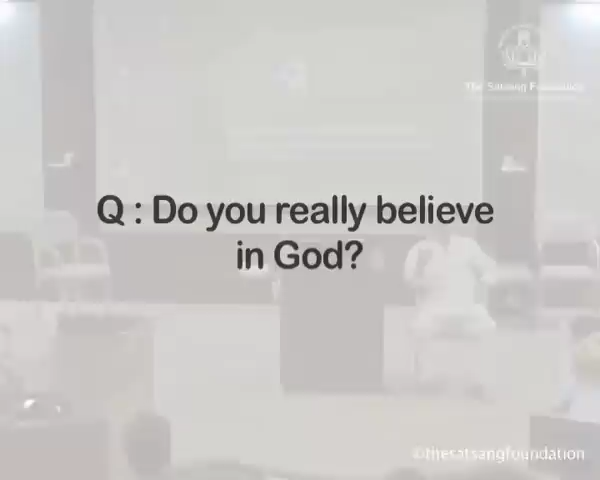 The Satsang Foundation
Q : Do you really believe
in God?
©thesatsangfoundation